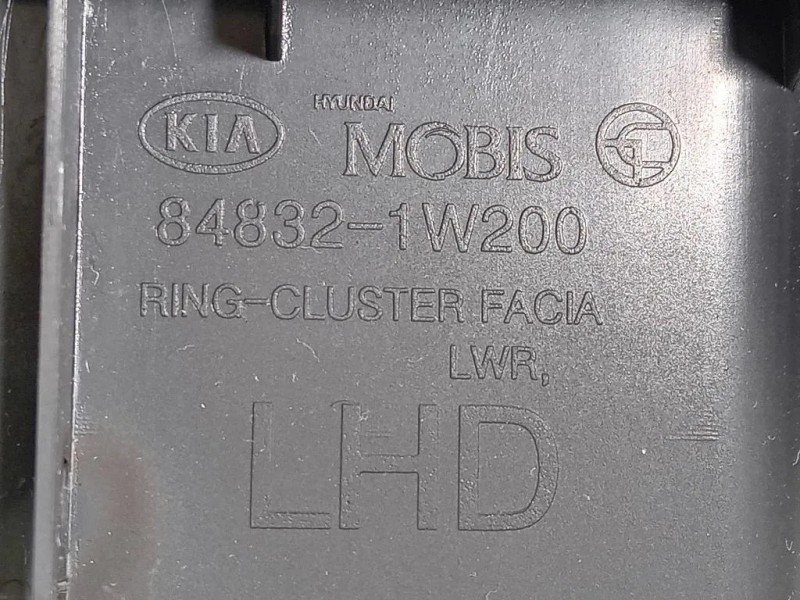 HYUNDAI
KIA MOBIS
84832-1W200
RING-CLUSTER FACIA
LWR,
LHD